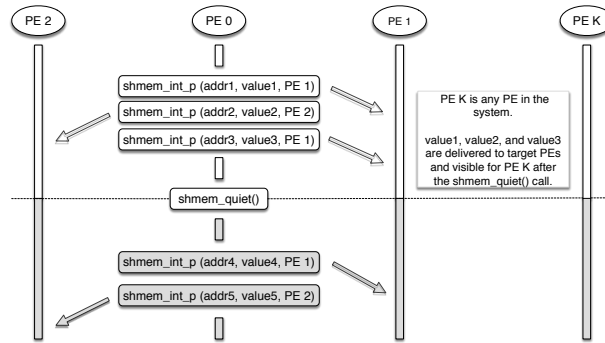 PE 2
PE 0
PE 1
PE K
shmem_int_p (addr1, value1, PE 1)
shmem_int_p (addr2, value2, PE 2)
shmem_int_p (addr3, value3, PE 1)
PE K is any PE in the
system.
value1, value2, and value3
are delivered to target PEs
and visible for PE K after
the shmem_quiet() call.
shmem_quiet()
shmem_int_p (addr4, value4, PE 1)
shmem_int_p (addr5, value5, PE 2)